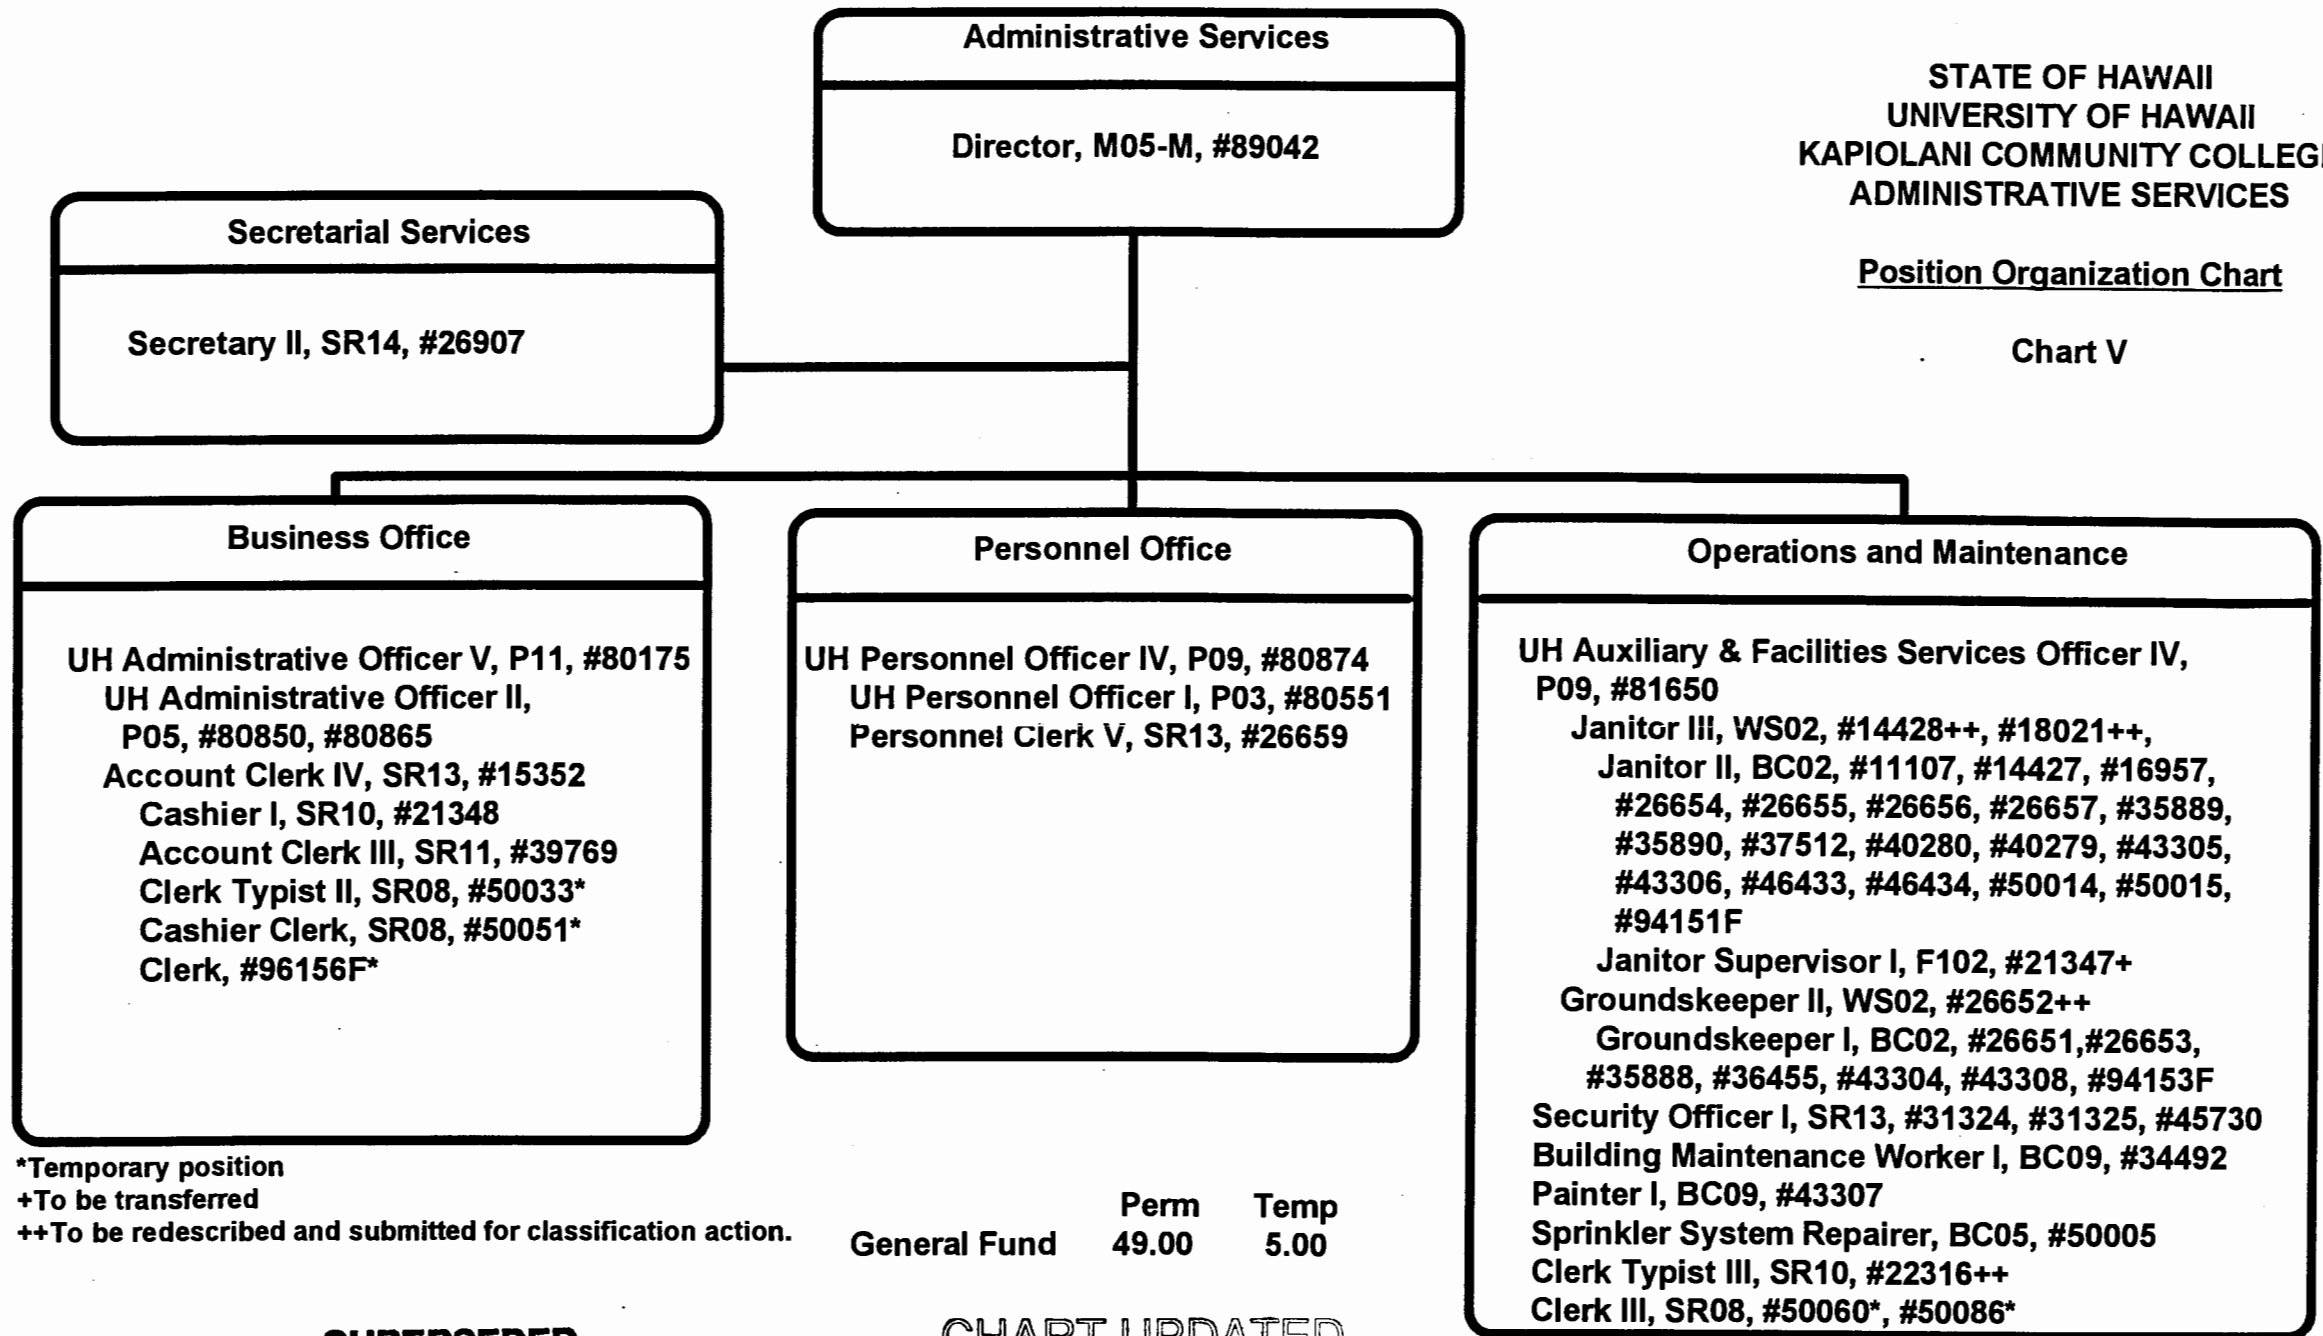 Administrative Services
Director, M05-M, #89042
STATE OF HAWAII
UNIVERSITY OF HAWAII
KAPIOLANI COMMUNITY COLLEG
ADMINISTRATIVE SERVICES
Position Organization Chart
Chart V
Secretarial Services
Secretary II, SR14, #26907
Business Office
UH Administrative Officer V, P11, #80175
UH Administrative Officer II,
P05, #80850, #80865
Account Clerk IV, SR13, #15352
Cashier I, SR10, #21348
Account Clerk III, SR11, #39769
Clerk Typist II, SR08, #50033*
Cashier Clerk, SR08, #50051*
Clerk, #96156F*
Personnel Office
UH Personnel Officer IV, P09, #80874
UH Personnel Officer I, P03, #80551
Personnel Clerk V, SR13, #26659
Operations and Maintenance
UH Auxiliary & Facilities Services Officer IV,
P09, #81650
Janitor III, WS02, #14428++, #18021++,
Janitor II, BC02, #11107, #14427, #16957,
#26654, #26655, #26656, #26657, #35889,
#35890, #37512, #40280, #40279, #43305,
#43306, #46433, #46434, #50014, #50015,
#94151F
Janitor Supervisor I, F102, #21347+
Groundskeeper II, WS02, #26652++
Groundskeeper I, BC02, #26651,#26653,
#35888, #36455, #43304, #43308, #94153F
Security Officer I, SR13, #31324, #31325, #45730
Building Maintenance Worker I, BC09, #34492
Painter I, BC09, #43307
Sprinkler System Repairer, BC05, #50005
Clerk Typist III, SR10, #22316++
Clerk III, SR08, #50060*, #50086*
*Temporary position
+To be transferred
++To be redescribed and submitted for classification action.
Perm Temp
General Fund 49.00 5.00
SUPERSEDED
CHART UPDATED